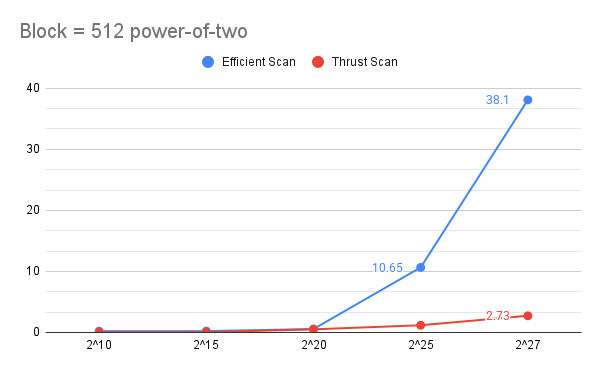 Block = 512 power-of-two
Efficient Scan Thrust Scan
40
30
20
10
0
38.1
10.65
2.73
2^10 2^15 2^20 2^25 2^27